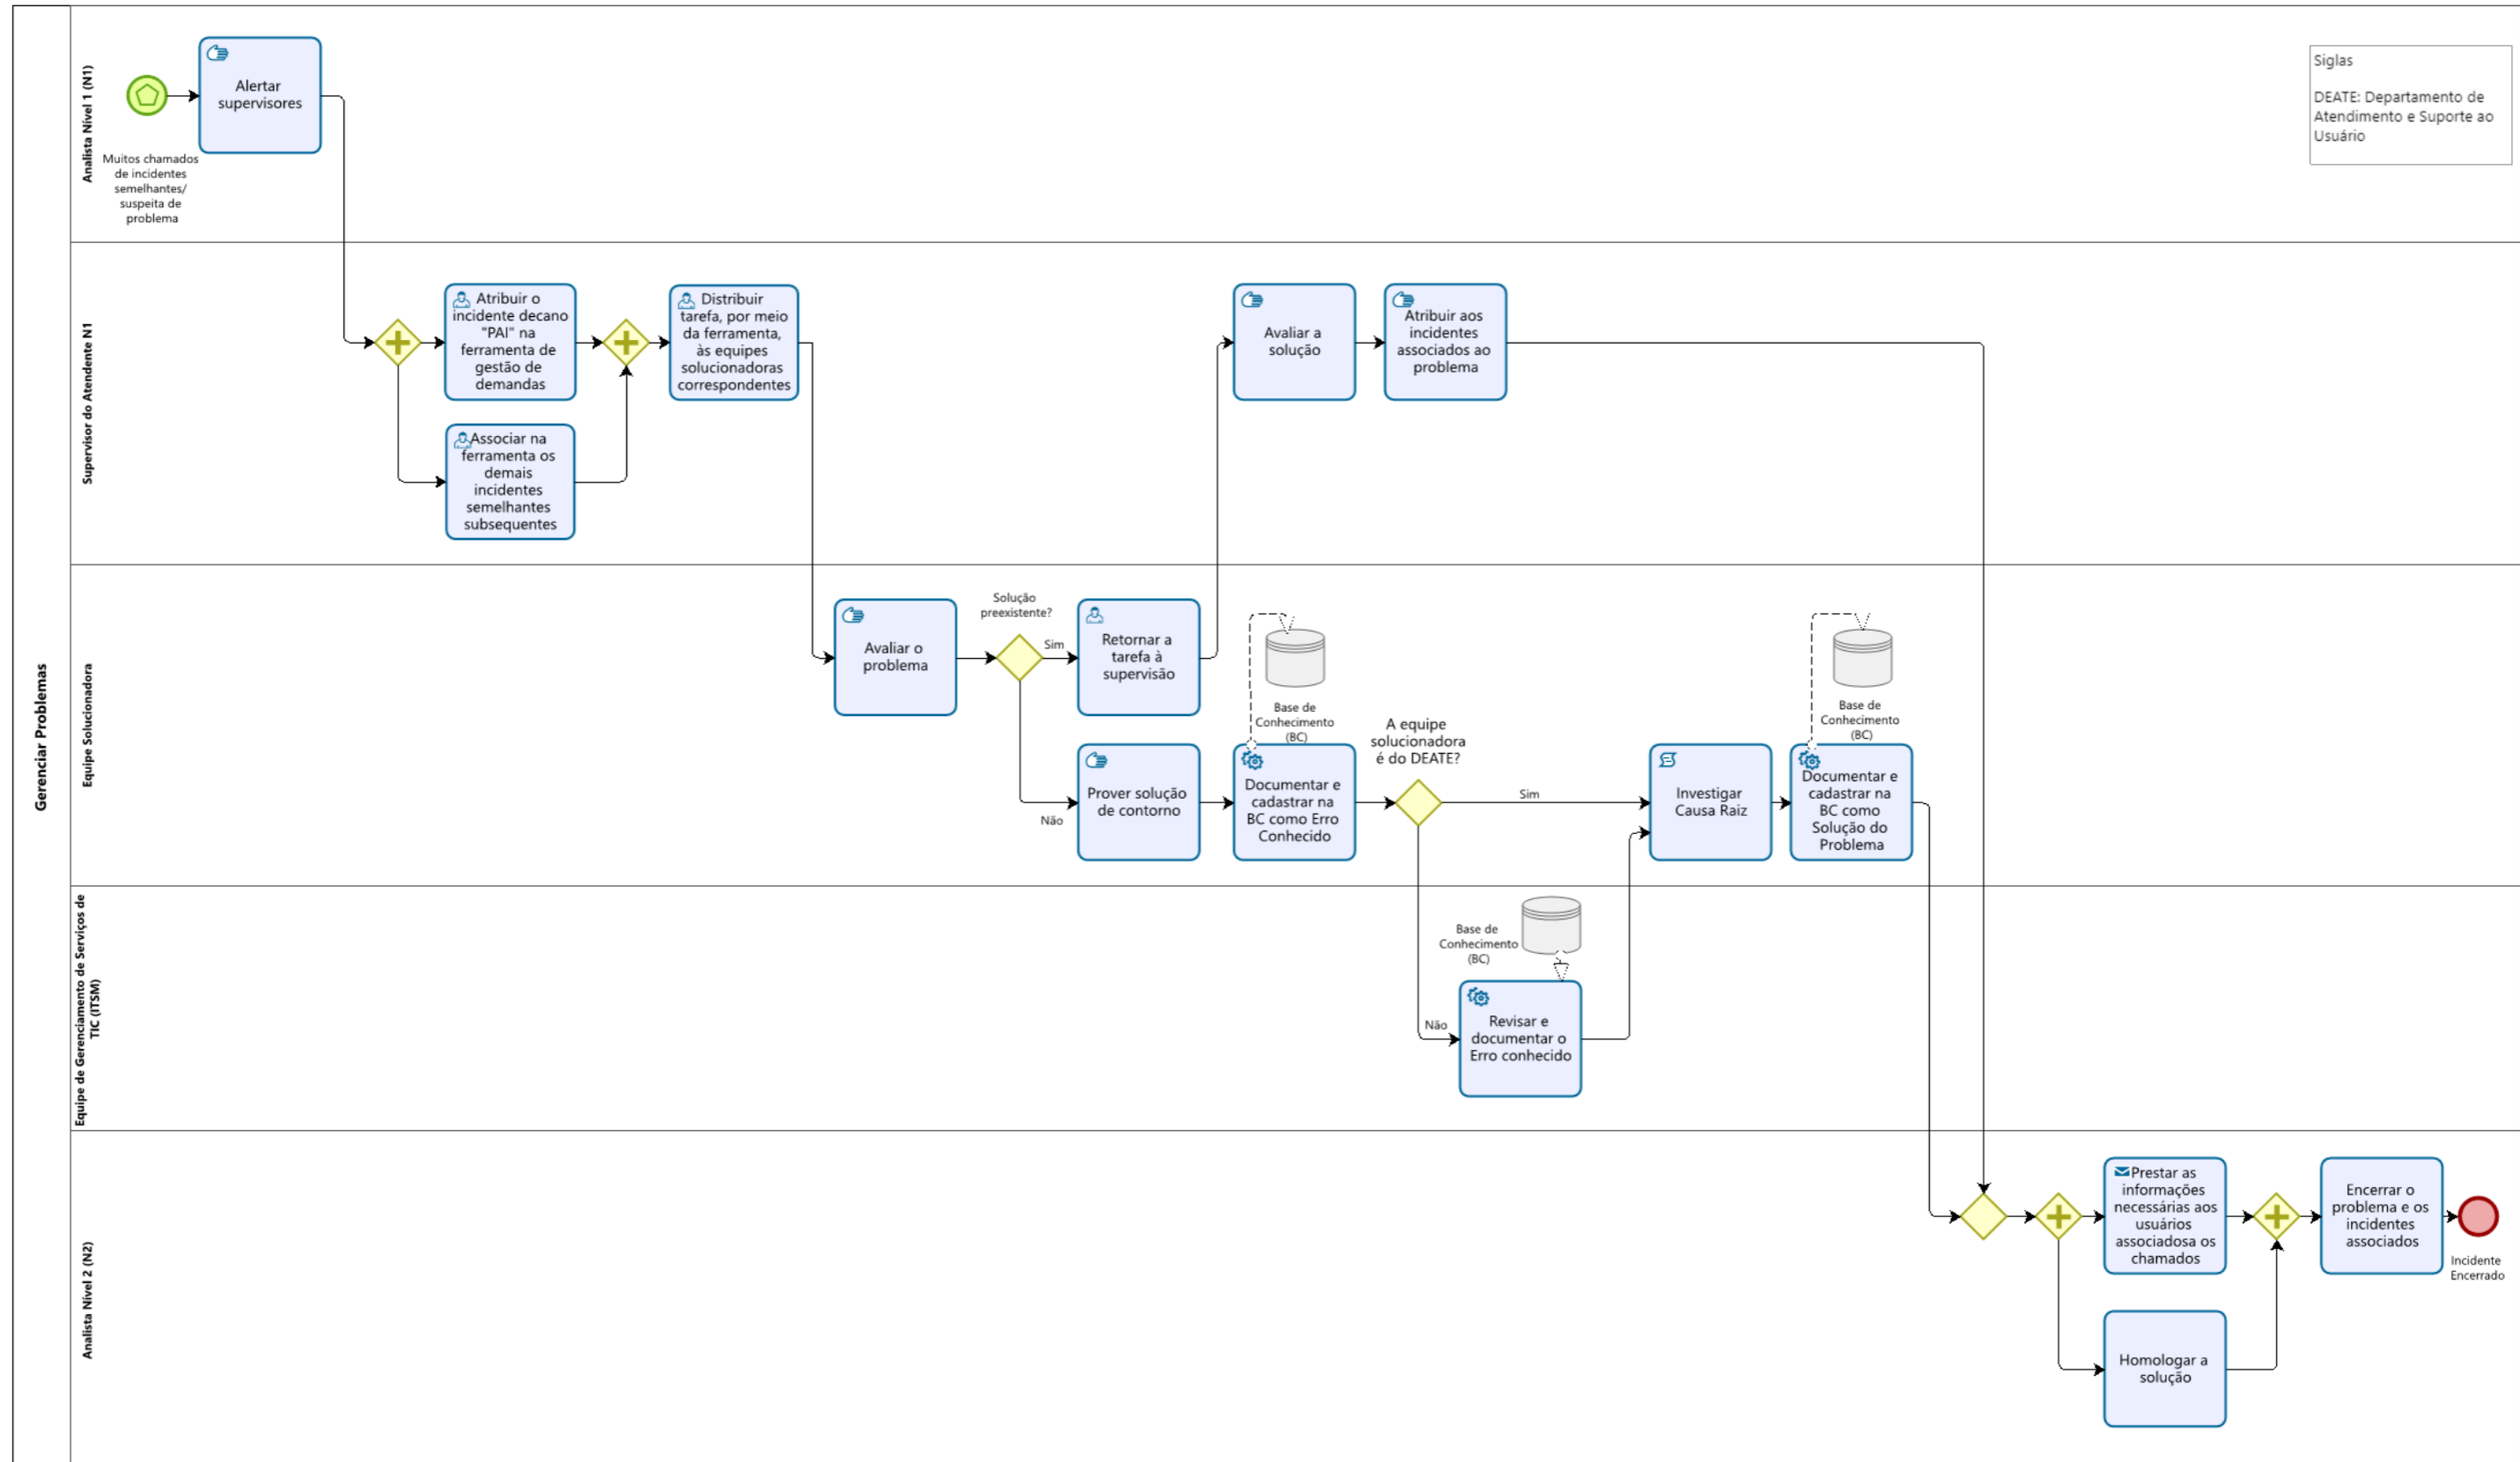 Gerenciar Problemas
Analista Nível 1 (N1)
Muitos chamados
de incidentes
semelhantes/
suspeita de
problema
Alertar
supervisores
Siglas
DEATE: Departamento de
Atendimento e Suporte ao
Usuário
Supervisor do Atendente N1
Atribuir o
incidente decano
"PAI" na
ferramenta de
gestão de
demandas
Associar na
ferramenta os
demais
incidentes
semelhantes
subsequentes
Distribuir
tarefa, por meio
da ferramenta,
às equipes
solucionadoras
correspondentes
Avaliar a
solução
Atribuir aos
incidentes
associados ao
problema
Equipe Solucionadora
Avaliar o
problema
Solução
preexistente?
Sim
Não
Retornar a
tarefa à
supervisão
Prover solução
de contorno
Base de
Conhecimento
(BC)
Documentar e
cadastrar na
BC como Erro
Conhecido
A equipe
solucionadora
é do DEATE?
Sim
Não
Investigar
Causa Raiz
Base de
Conhecimento
(BC)
Documentar e
cadastrar na
BC como
Solução do
Problema
Equipe de Gerenciamento de Serviços de
TIC (ITSM)
Base de
Conhecimento
(BC)
Revisar e
documentar o
Erro conhecido
Analista Nível 2 (N2)
Prestar as
informações
necessárias aos
usuários
associadosa os
chamados
Homologar a
solução
Encerrar o
problema e os
incidentes
associados
Incidente
Encerrado